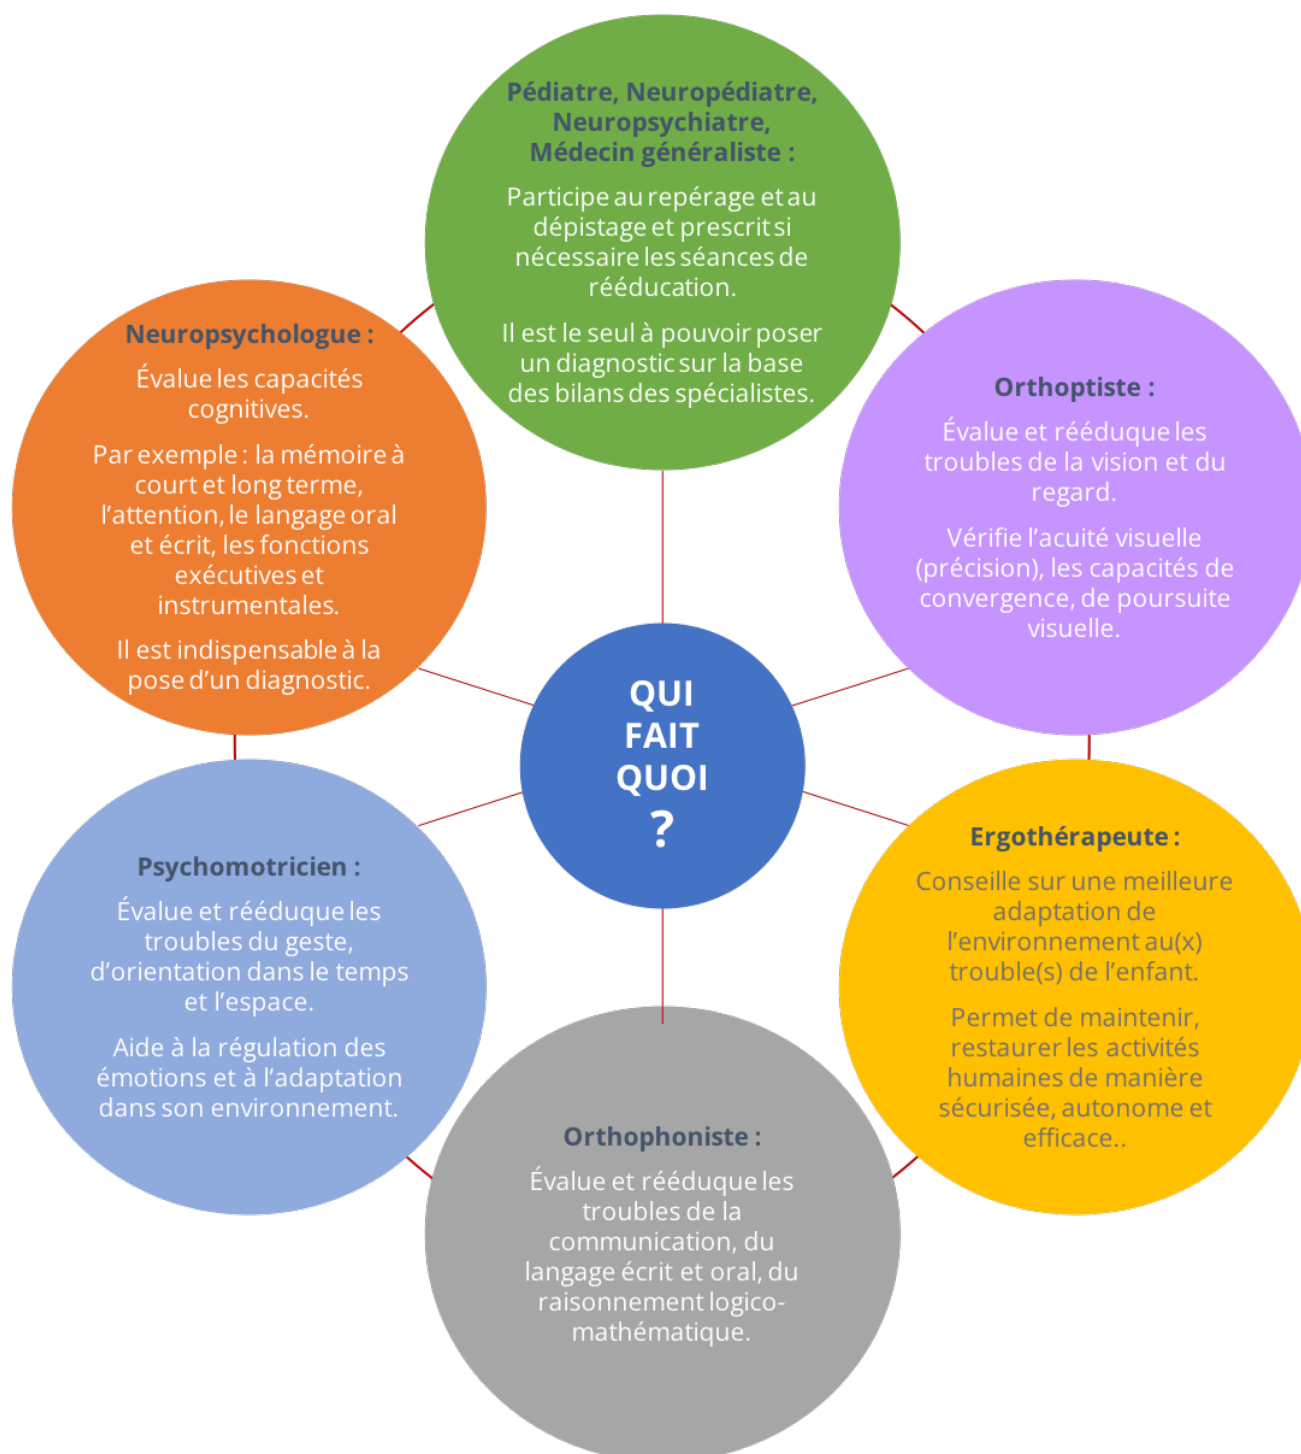 Pédiatre, Neuropédiatre,
Neuropsychiatre,
Médecin généraliste :
Participe au repérage et au
dépistage et prescrit si
nécessaire les séances de
rééducation.
Il est le seul à pouvoir poser
un diagnostic sur la base
des bilans des spécialistes.
Neuropsychologue :
Évalue les capacités
cognitives.
Par exemple : la mémoire à
court et long terme,
l’attention, le langage oral
et écrit, les fonctions
exécutives et
instrumentales.
Il est indispensable à la
pose d’un diagnostic.
Orthoptiste :
Évalue et rééduque les
troubles de la vision et du
regard.
Vérifie l’acuité visuelle
(précision), les capacités de
convergence, de poursuite
visuelle.
QUI
FAIT
QUOI
?
Psychomotricien :
Évalue et rééduque les
troubles du geste,
d’orientation dans le temps
et l’espace.
Aide à la régulation des
émotions et à l’adaptation
dans son environnement.
Ergothérapeute :
Conseille sur une meilleure
adaptation de
l’environnement au(x)
trouble(s) de l’enfant.
Permet de maintenir,
restaurer les activités
humaines de manière
sécurisée, autonome et
efficace..
Orthophoniste :
Évalue et rééduque les
troubles de la
communication, du
langage écrit et oral, du
raisonnement logico-
mathématique.